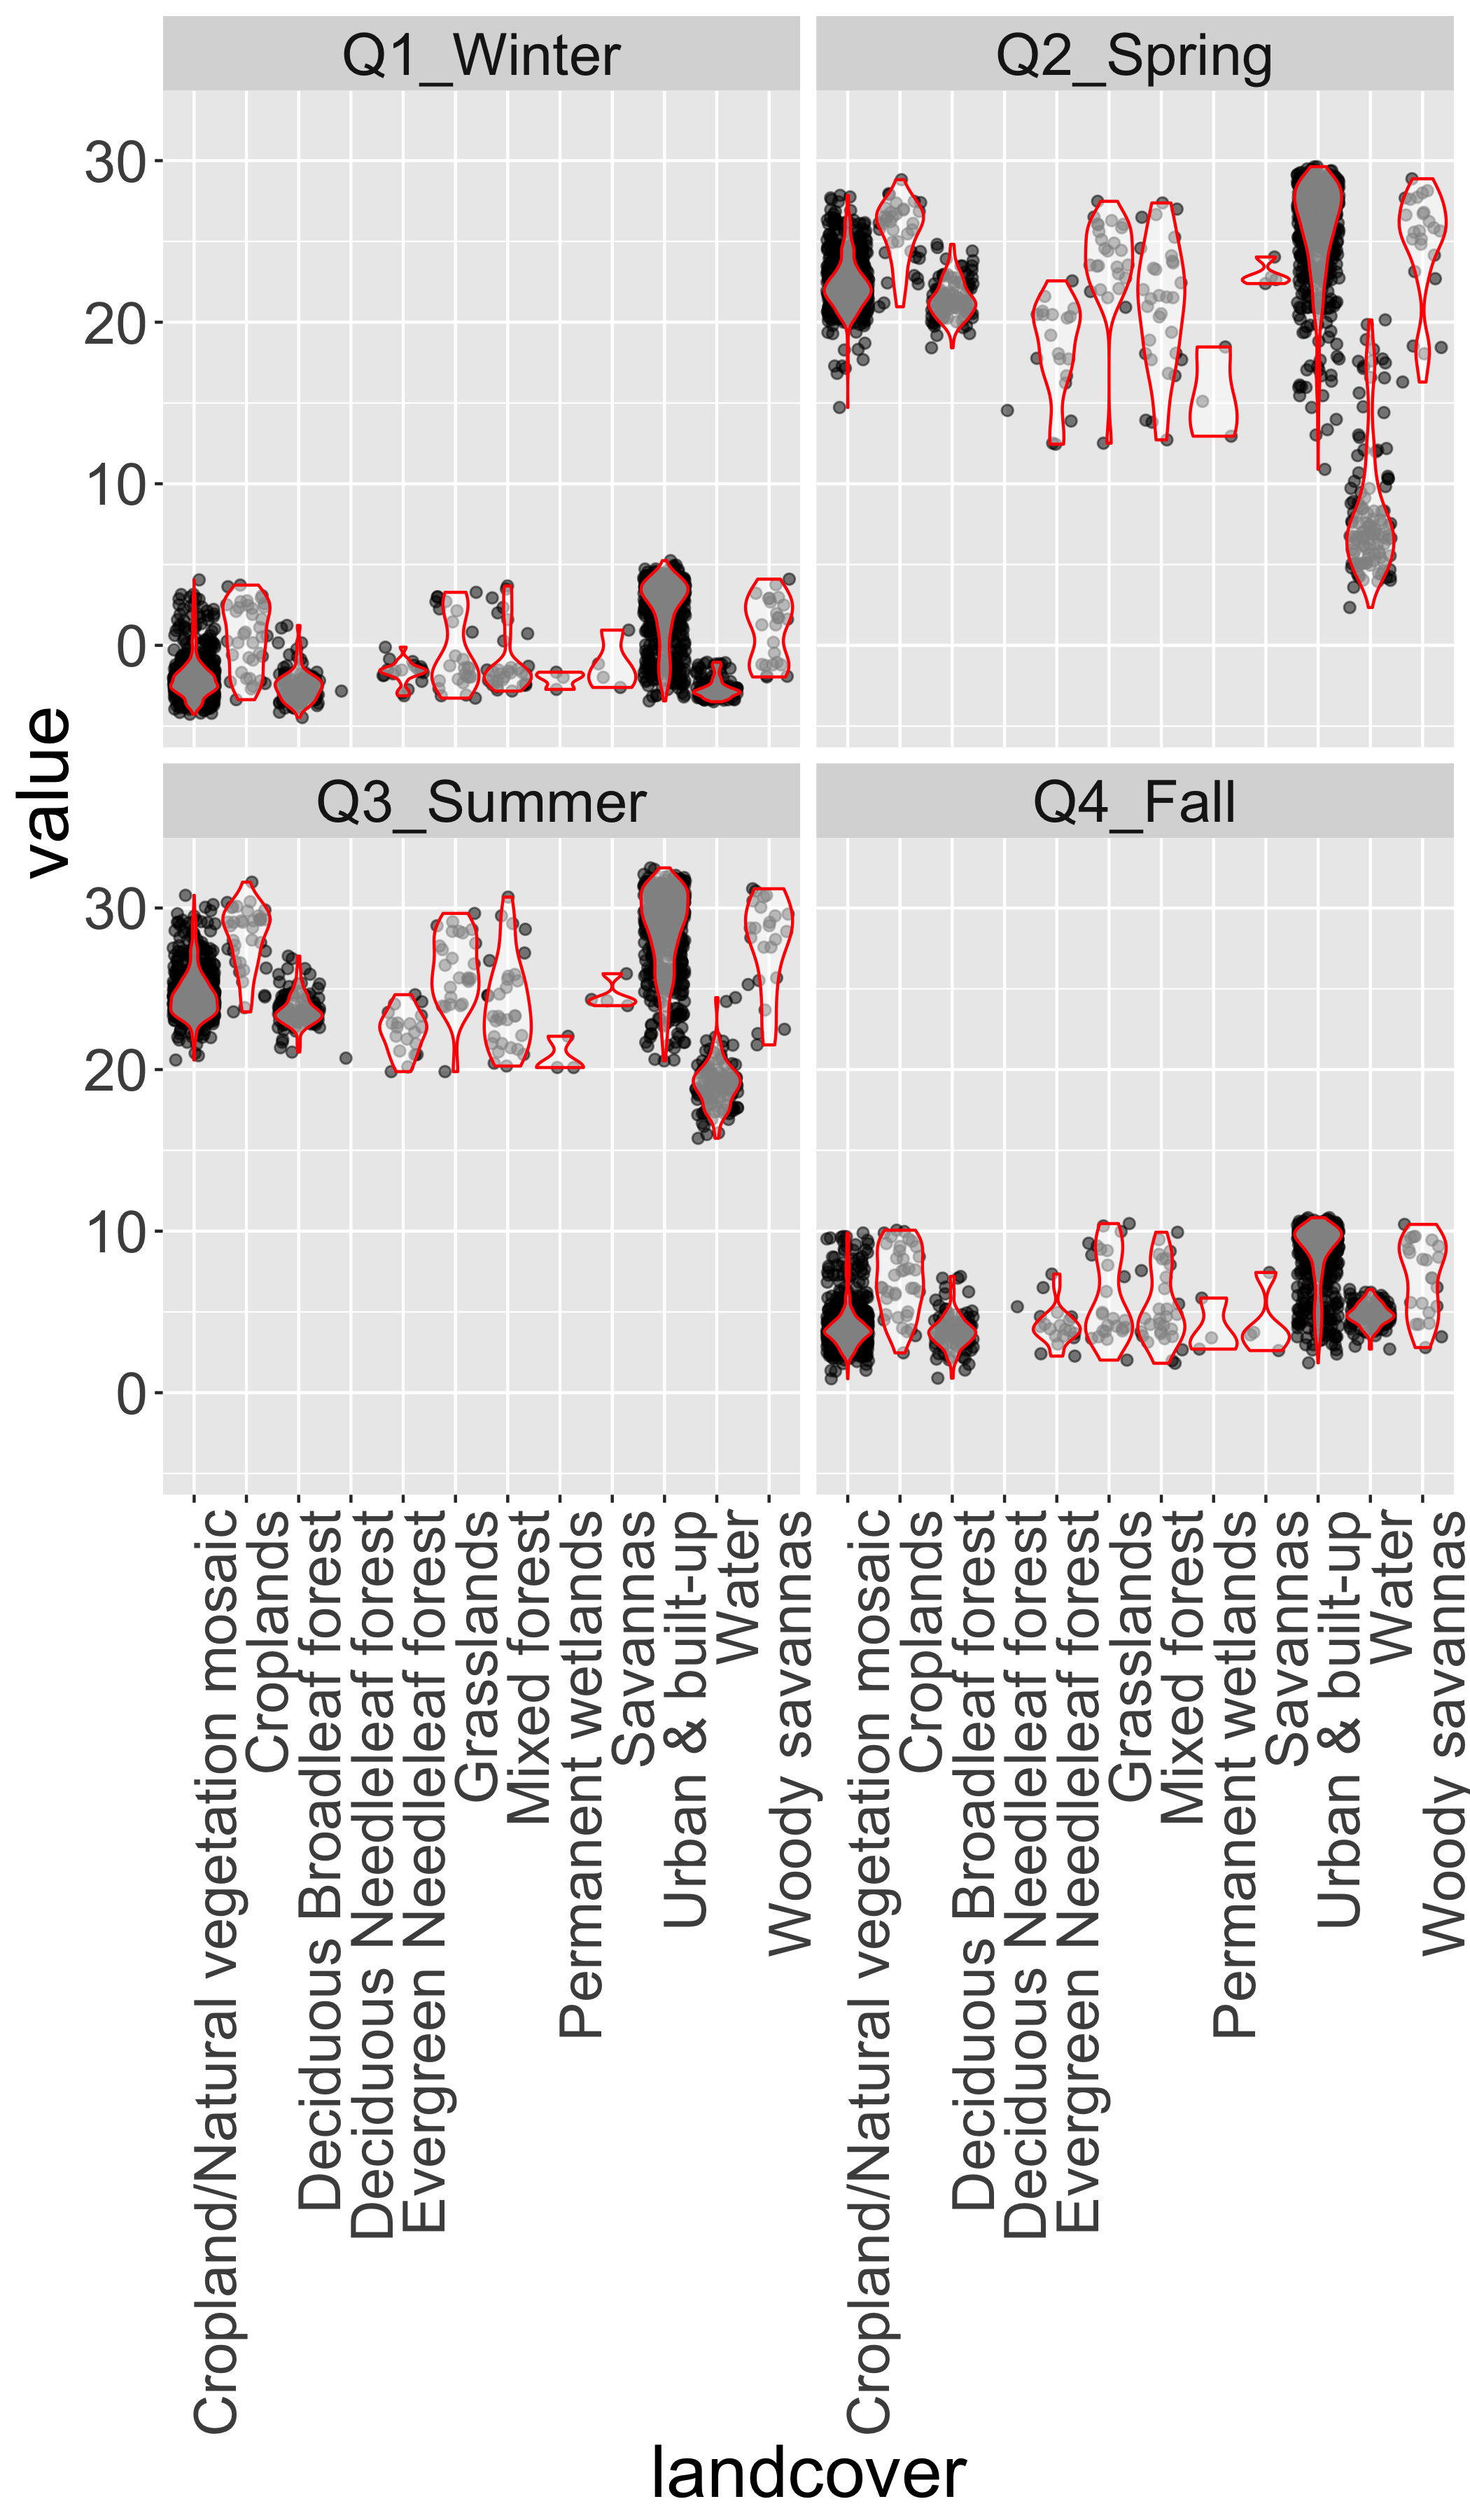 Q1_Winter
Q2_Spring
30
20
10
0
value
Q3_Summer
Q4_Fall
30
20
10
0
Cropland/Natural vegetation mosaic
Croplands
Deciduous Broadleaf forest
Deciduous Needleleaf forest
Evergreen Needleleaf forest
Grasslands
Mixed forest
Permanent wetlands
Savannas
Urban & built-up
Water
Woody savannas
Cropland/Natural vegetation mosaic
Croplands
Deciduous Broadleaf forest
Deciduous Needleleaf forest
Evergreen Needleleaf forest
Grasslands
Mixed forest
Permanent wetlands
Savannas
Urban & built-up
Water
Woody savannas
landcover